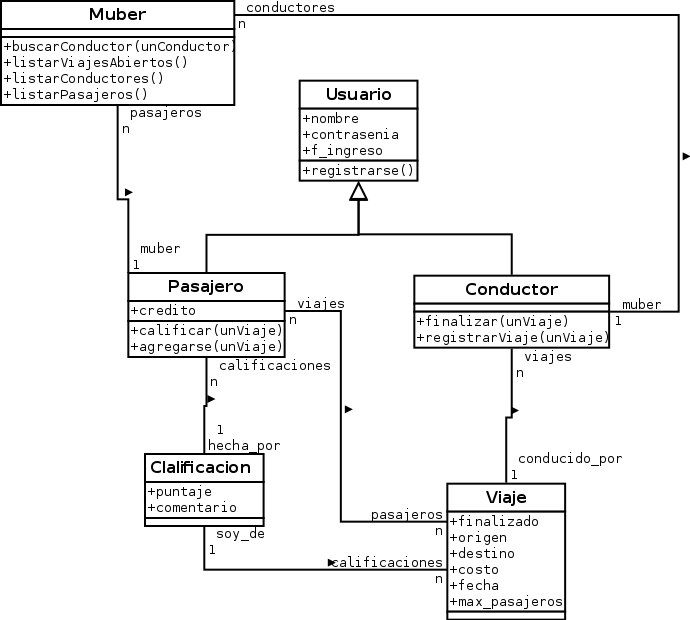 Muber
+buscarConductor(unConductor)
+listarViajesAbiertos()
+listarConductores()
+listarPasajeros()
conductores
n
pasajeros
n
Usuario
+nombre
+contrasenia
+f_ingreso
+registrarse()
muber
1
Pasajero
+credito
+calificar(unViaje)
+agregarse(unViaje)
viajes
n
Conductor
+finalizar(unViaje)
+registrarViaje(unViaje)
muber
1
calificaciones
n
viajes
n
1
hecha_por
Clalificacion
+puntaje
+comentario
soy_de
1
conducido_por
1
pasajeros
n
calificaciones
n
Viaje
+finalizado
+origen
+destino
+costo
+fecha
+max_pasajeros